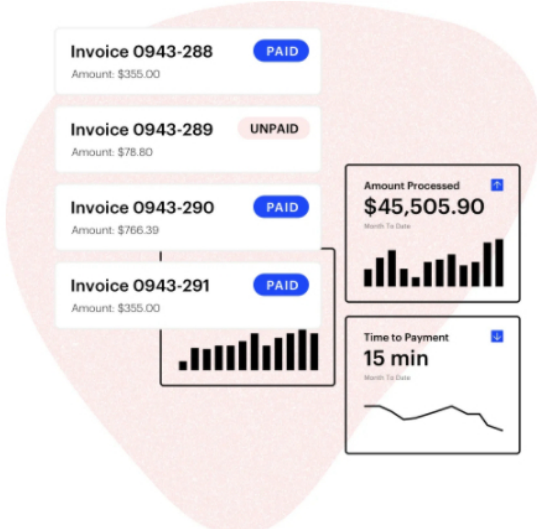 Invoice 0943-288 PAID
Amount: $355.00
Invoice 0943-289 UNPAID
Amount: $78.80
Invoice 0943-290 PAID
Amount: $766.39
Invoice 0943-291 PAID
Amount: $355.00
Amount Processed
$45,505.90
Month To Date
Time to Payment
15 min
Month To Date